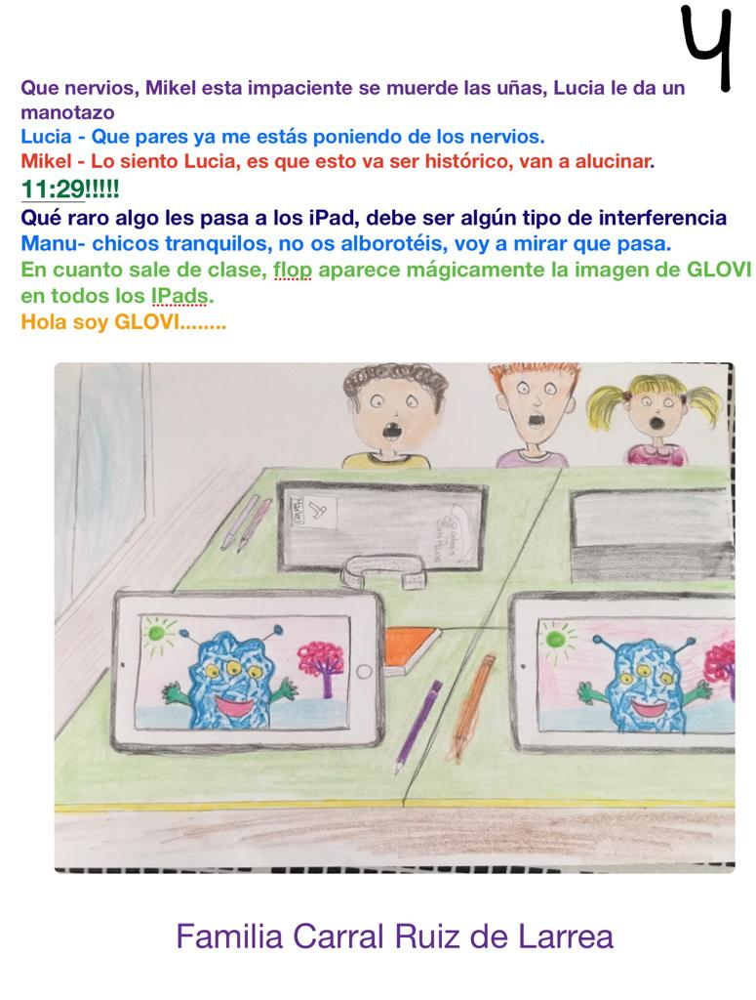 4
Que nervios, Mikel esta impaciente se muerde las uñas, Lucia le da un
manotazo
Lucia - Que pares ya me estás poniendo de los nervios.
Mikel - Lo siento Lucia, es que esto va ser histórico, van a alucinar.
11:29!!!!!
Qué raro algo les pasa a los iPad, debe ser algún tipo de interferencia
Manu- chicos tranquilos, no os alborotéis, voy a mirar que pasa.
En cuanto sale de clase, flop aparece mágicamente la imagen de GLOVI
en todos los IPads.
Hola soy GLOVI........
Familia Carral Ruiz de Larrea